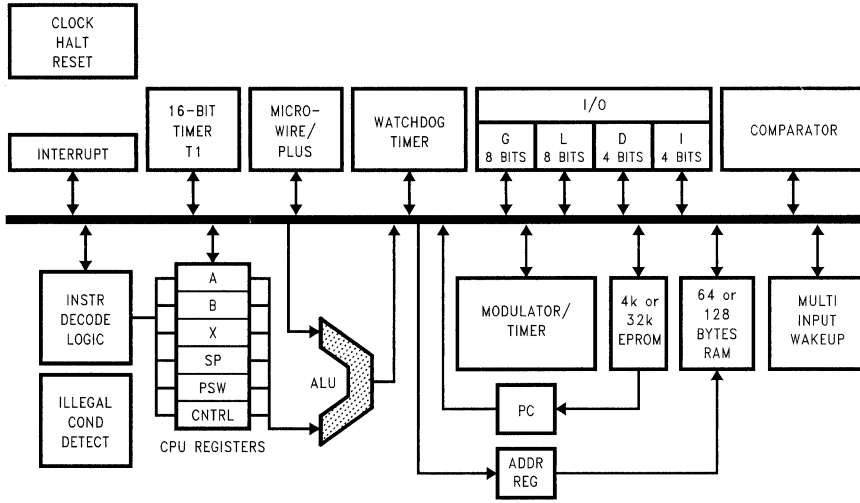 CLOCK
HALT
RESET
INTERRUPT
16-BIT
TIMER
T1
MICRO-
WIRE/
PLUS
WATCHDOG
TIMER
I/O
G
8 BITS
L
8 BITS
D
4 BITS
I
4 BITS
COMPARATOR
INSTR
DECODE
LOGIC
A
B
X
SP
PSW
CNTRL
CPU REGISTERS
ILLEGAL
COND
DETECT
ALU
MODULATOR/
TIMER
4k or
32k
EPROM
64 or
128
BYTES
RAM
MULTI
INPUT
WAKEUP
PC
ADDR
REG